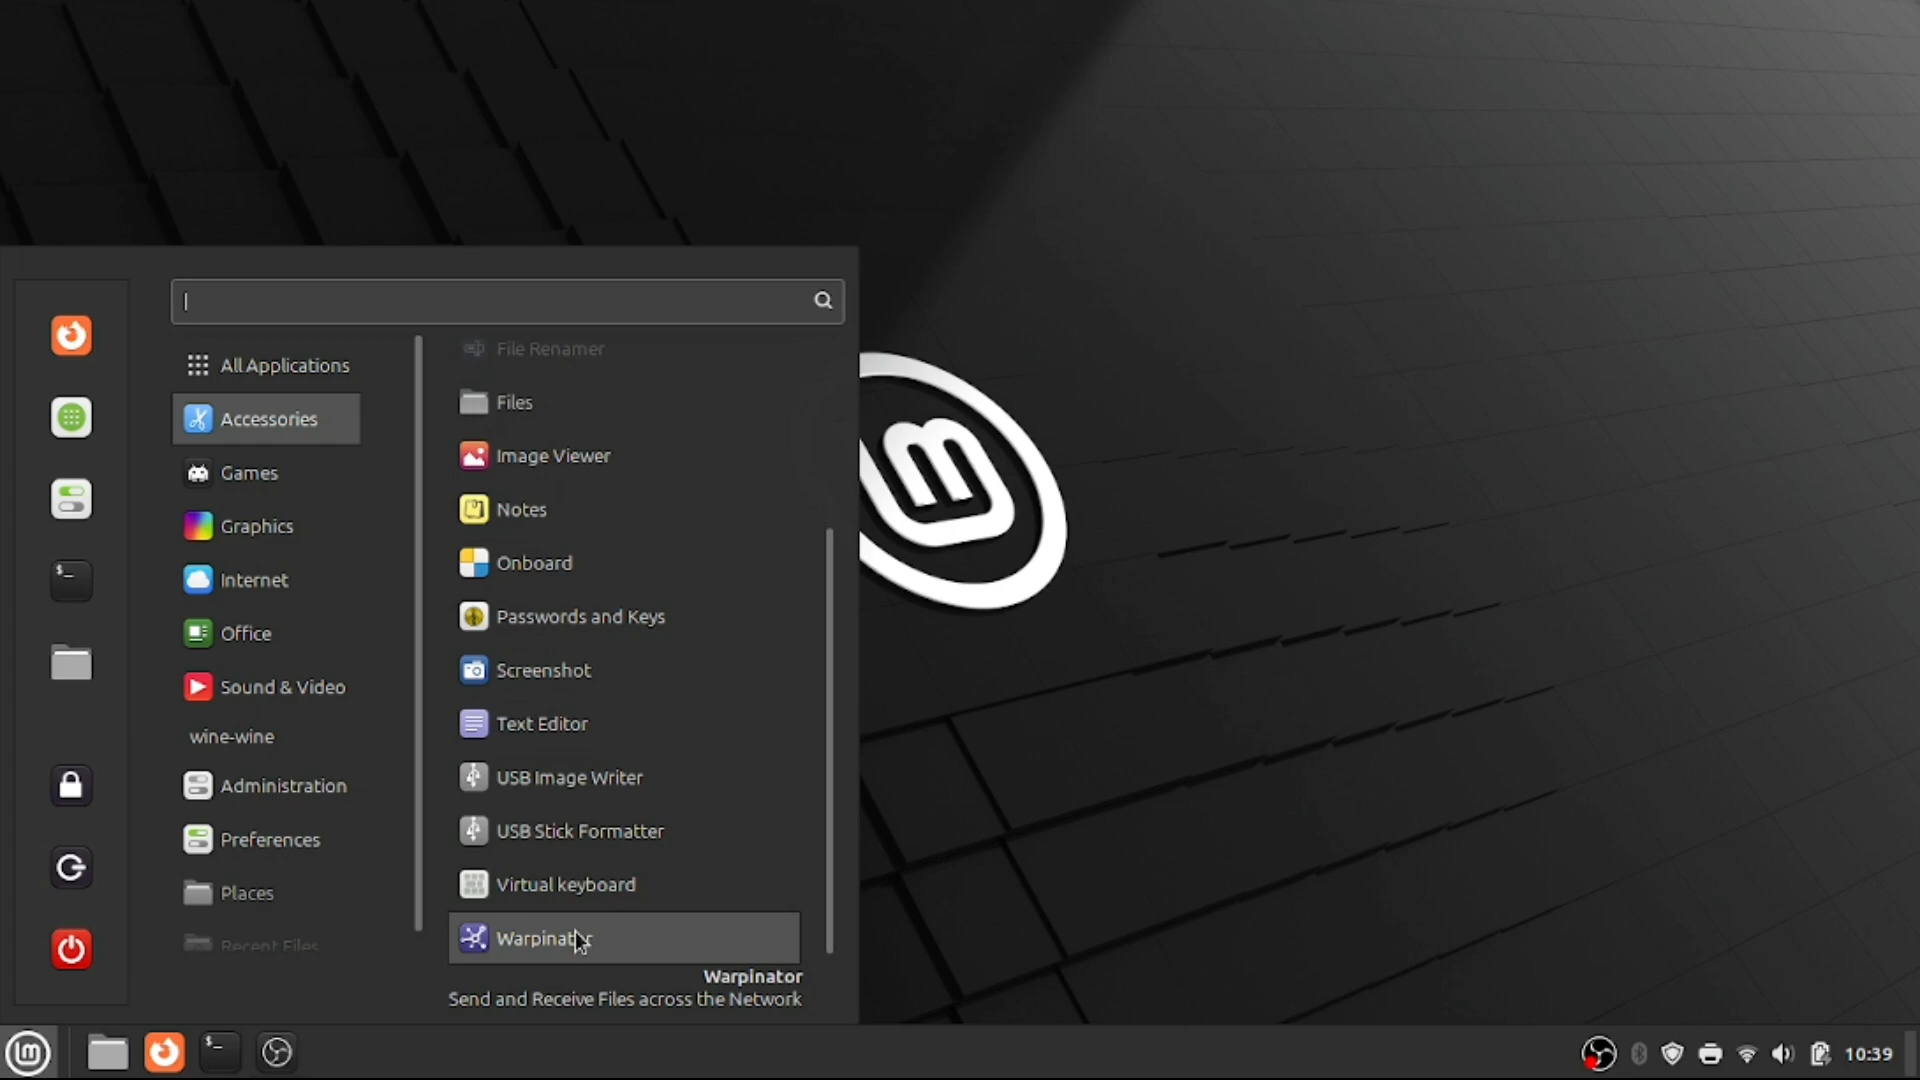 All Applications
Accessories
Games
Graphics
Internet
Office
Sound & Video
wine-wine
Administration
Preferences
Places
Recent Files
File Renamer
Files
Image Viewer
Notes
Onboard
Passwords and Keys
Screenshot
Text Editor
USB Image Writer
USB Stick Formatter
Virtual keyboard
Warpinator
Warpinator
Send and Receive Files across the Network
10:39